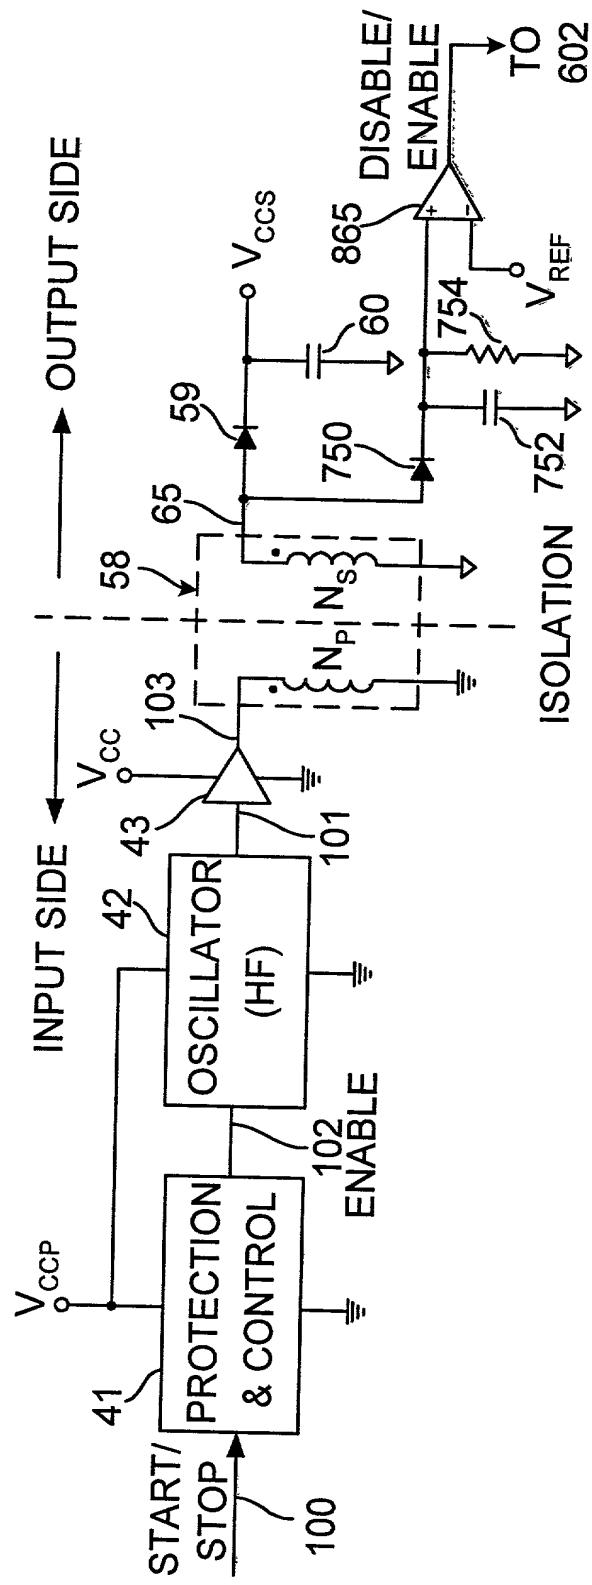 INPUT SIDE
OUTPUT SIDE
START/
STOP
100
41
PROTECTION
& CONTROL
V_CCP
102
ENABLE
42
OSCILLATOR
(HF)
101
43
V_CC
103
58
N_P
N_S
ISOLATION
65
59
60
V_CCS
750
752
754
865
+
−
V_REF
DISABLE/
ENABLE
TO
602